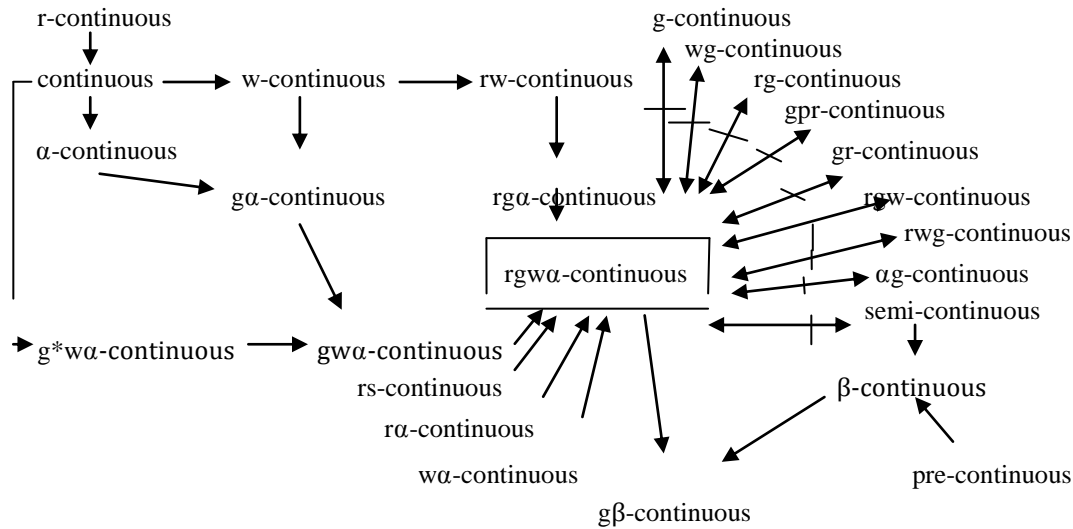 r-continuous
g-continuous
wg-continuous
continuous
w-continuous
rw-continuous
rg-continuous
gpr-continuous
α-continuous
gr-continuous
gα-continuous
rgα-continuous
rgw-continuous
rwg-continuous
rgwα-continuous
αg-continuous
semi-continuous
g*wα-continuous
gwα-continuous
rs-continuous
β-continuous
rα-continuous
wα-continuous
pre-continuous
gβ-continuous